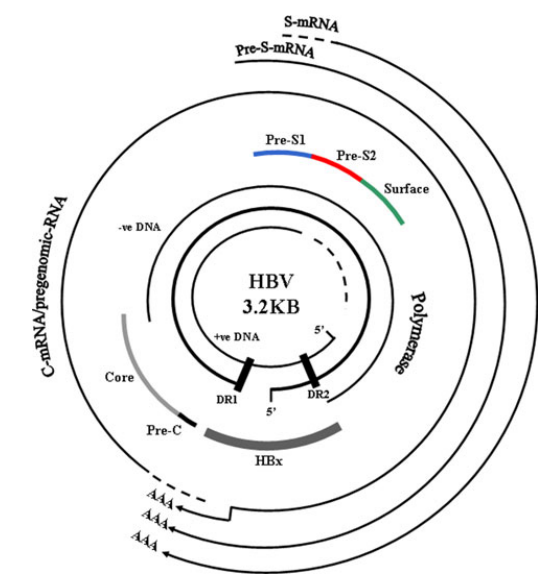 S-mRNA
Pre-S-mRNA
Pre-S1
Pre-S2
Surface
-ve DNA
C-mRNA/pregenomic-RNA
HBV
3.2KB
Polymerase
5'
+ve DNA
Core
DR1
DR2
5'
Pre-C
HBx
AAA
AAA
AAA